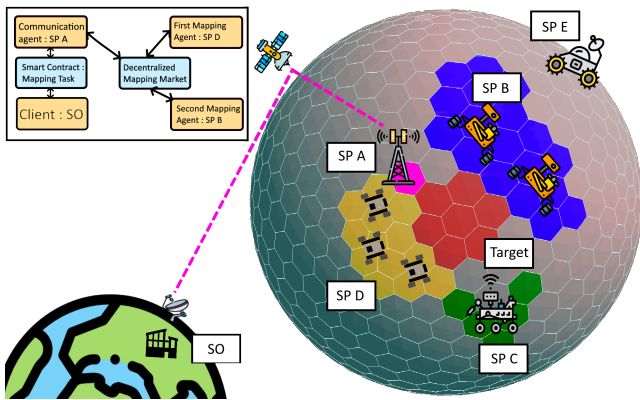 Communication
agent : SP A
First Mapping
Agent : SP D
Smart Contract :
Mapping Task
Decentralized
Mapping Market
Client : SO
Second Mapping
Agent : SP B
SP E
SP B
SP A
Target
SP D
SO
SP C